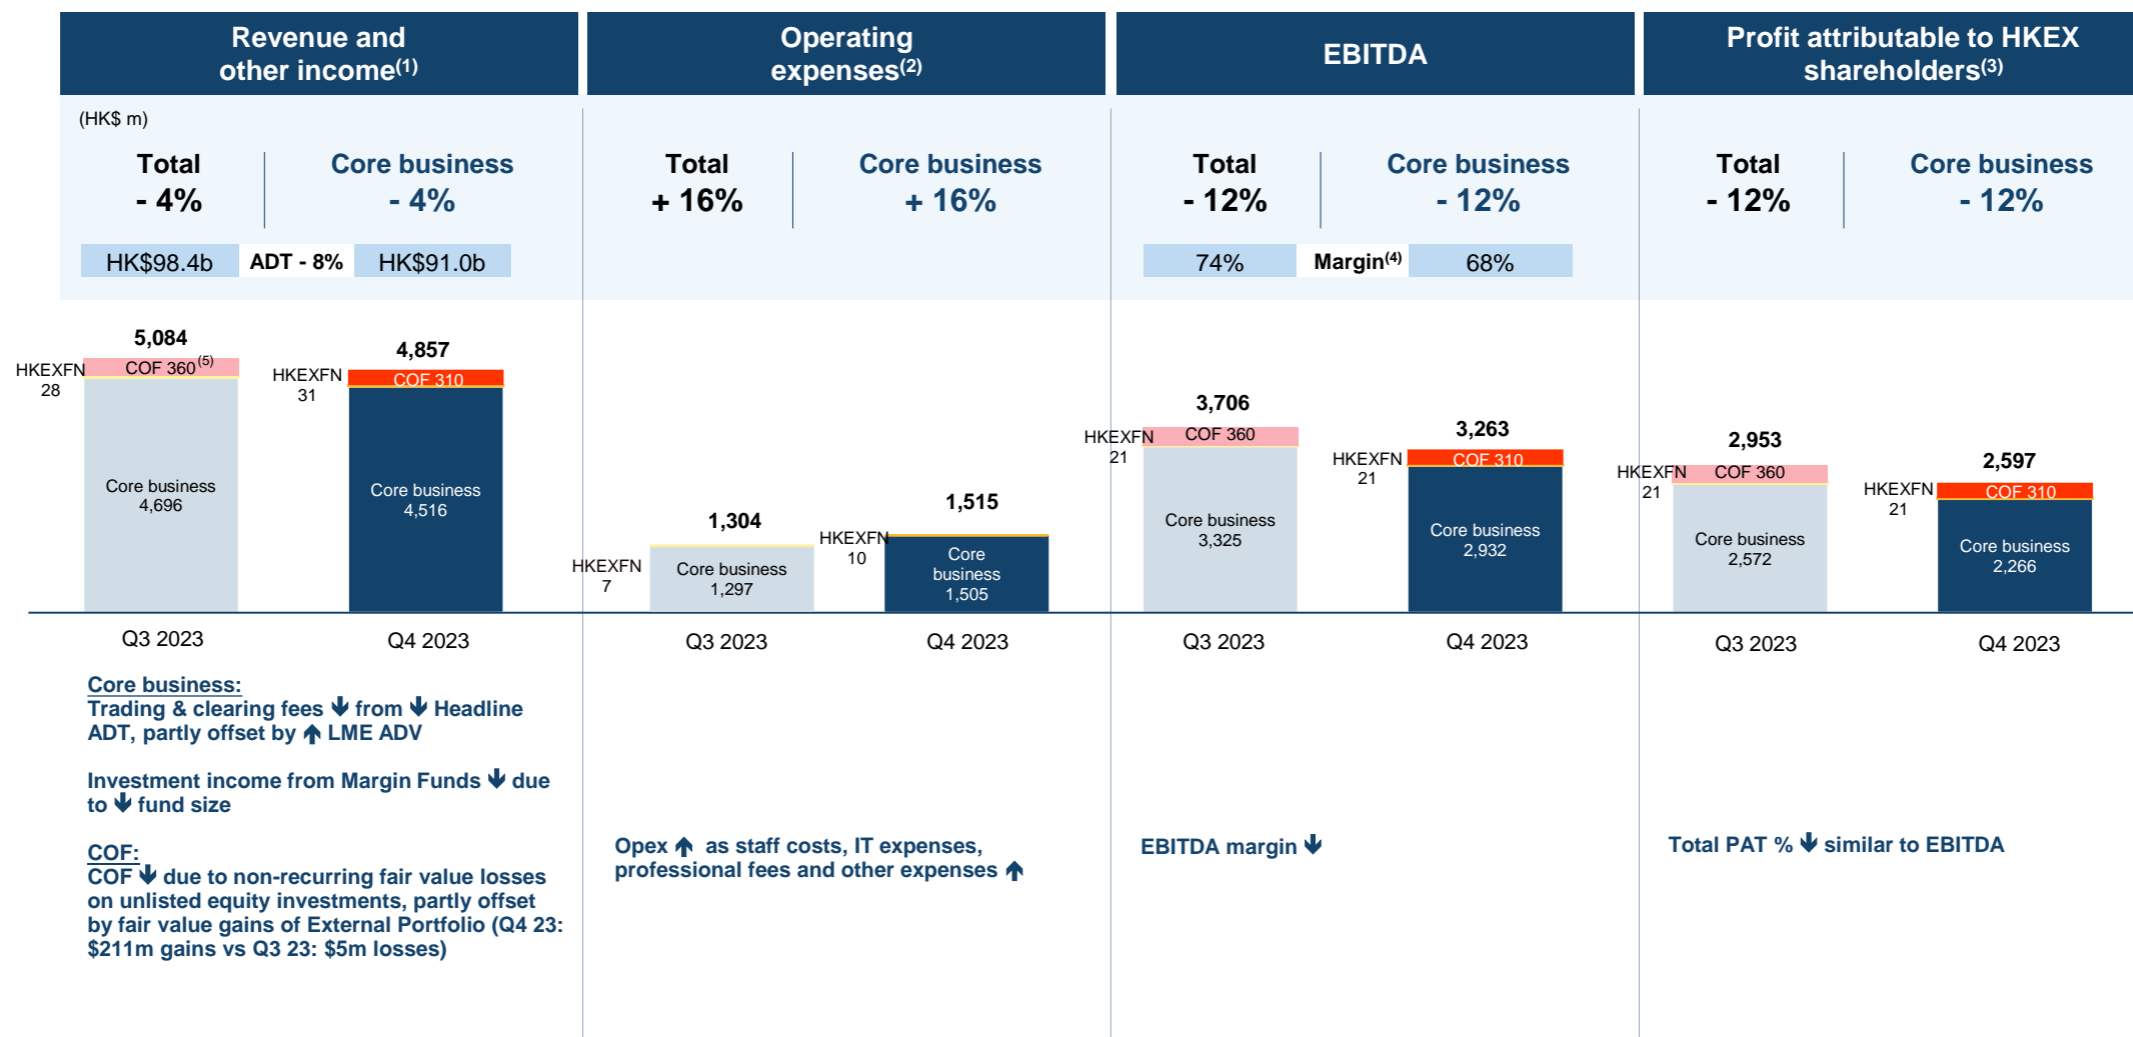 Revenue and
other income(1)
Operating
expenses(2)
EBITDA
Profit attributable to HKEX
shareholders(3)
(HK$ m)
Total
- 4%
Core business
- 4%
HK$98.4b
ADT - 8%
HK$91.0b
Total
+ 16%
Core business
+ 16%
Total
- 12%
Core business
- 12%
74%
Margin(4)
68%
Total
- 12%
Core business
- 12%
5,084
HKEXFN
28
COF 360(5)
Core business
4,696
Q3 2023
4,857
HKEXFN
31
COF 310
Core business
4,516
Q4 2023
1,304
HKEXFN
7
Core business
1,297
Q3 2023
1,515
HKEXFN
10
Core
business
1,505
Q4 2023
3,706
HKEXFN
21
COF 360
Core business
3,325
Q3 2023
3,263
HKEXFN
21
COF 310
Core business
2,932
Q4 2023
2,953
HKEXFN
21
COF 360
Core business
2,572
Q3 2023
2,597
HKEXFN
21
COF 310
Core business
2,266
Q4 2023
Core business:
Trading & clearing fees 🡻 from 🡻 Headline
ADT, partly offset by 🡹 LME ADV
Investment income from Margin Funds 🡻 due
to 🡻 fund size
COF:
COF 🡻 due to non-recurring fair value losses
on unlisted equity investments, partly offset
by fair value gains of External Portfolio (Q4 23:
$211m gains vs Q3 23: $5m losses)
Opex 🡹 as staff costs, IT expenses,
professional fees and other expenses 🡹
EBITDA margin 🡻
Total PAT % 🡻 similar to EBITDA